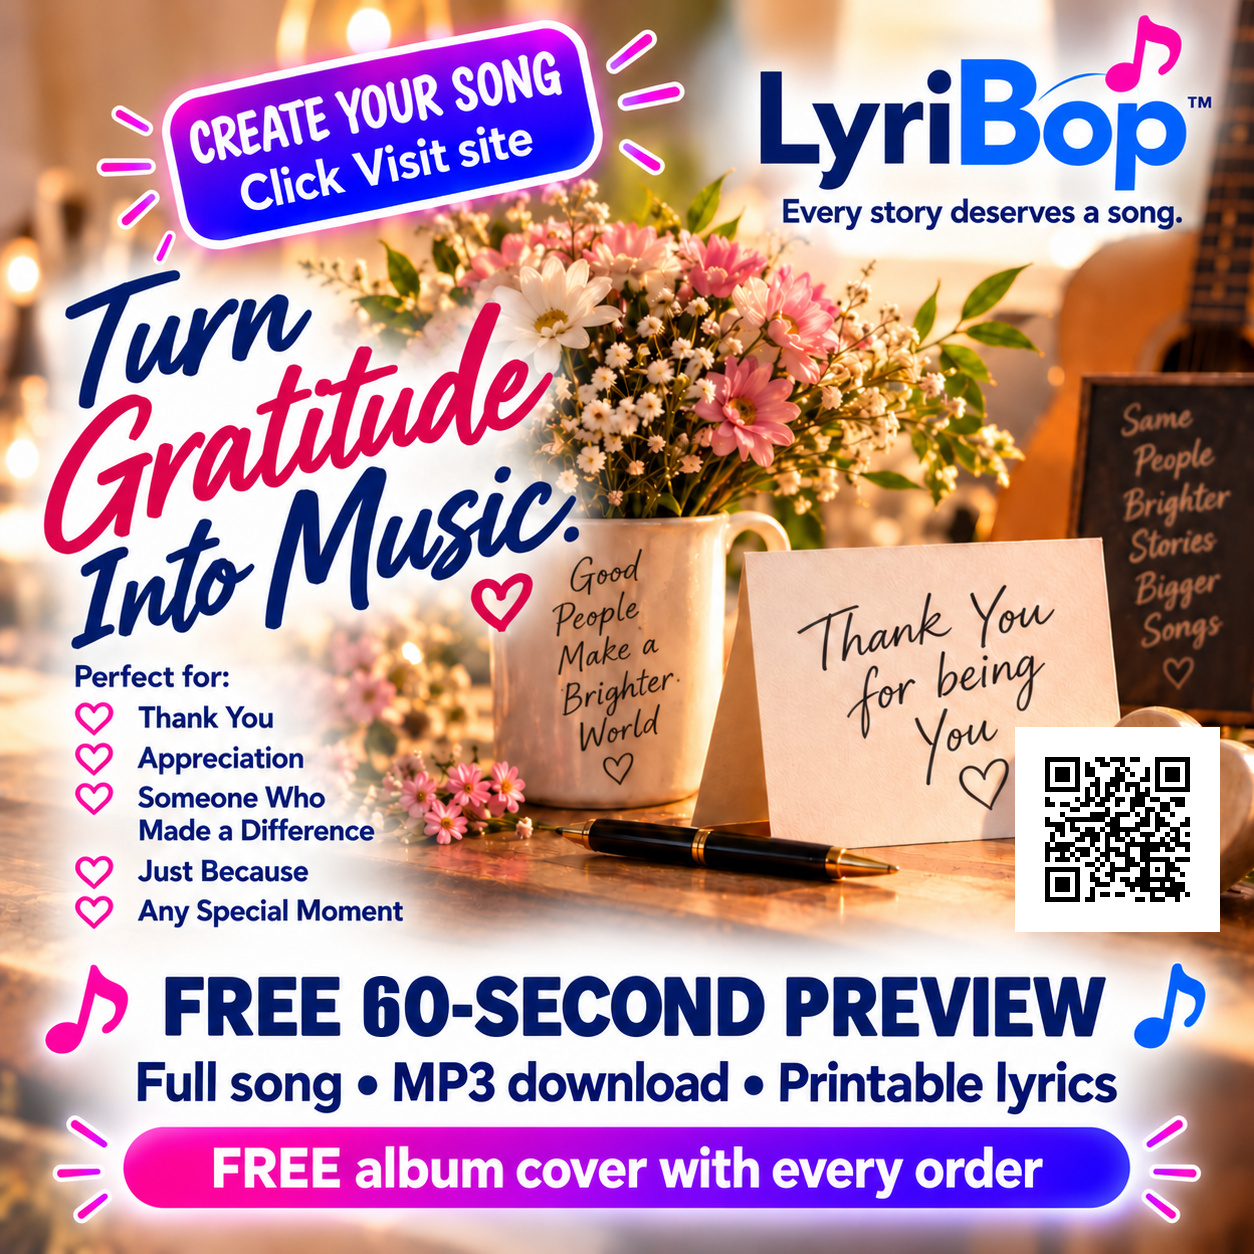 CREATE YOUR SONG
Click Visit site
LyriBop™
Every story deserves a song.
Turn
Gratitude
Into Music.
Perfect for:
Thank You
Appreciation
Someone Who
Made a Difference
Just Because
Any Special Moment
Good
People
Make a
Brighter
World
Thank You
for being
You
Same
People
Brighter
Stories
Bigger
Songs
FREE 60-SECOND PREVIEW
Full song • MP3 download • Printable lyrics
FREE album cover with every order